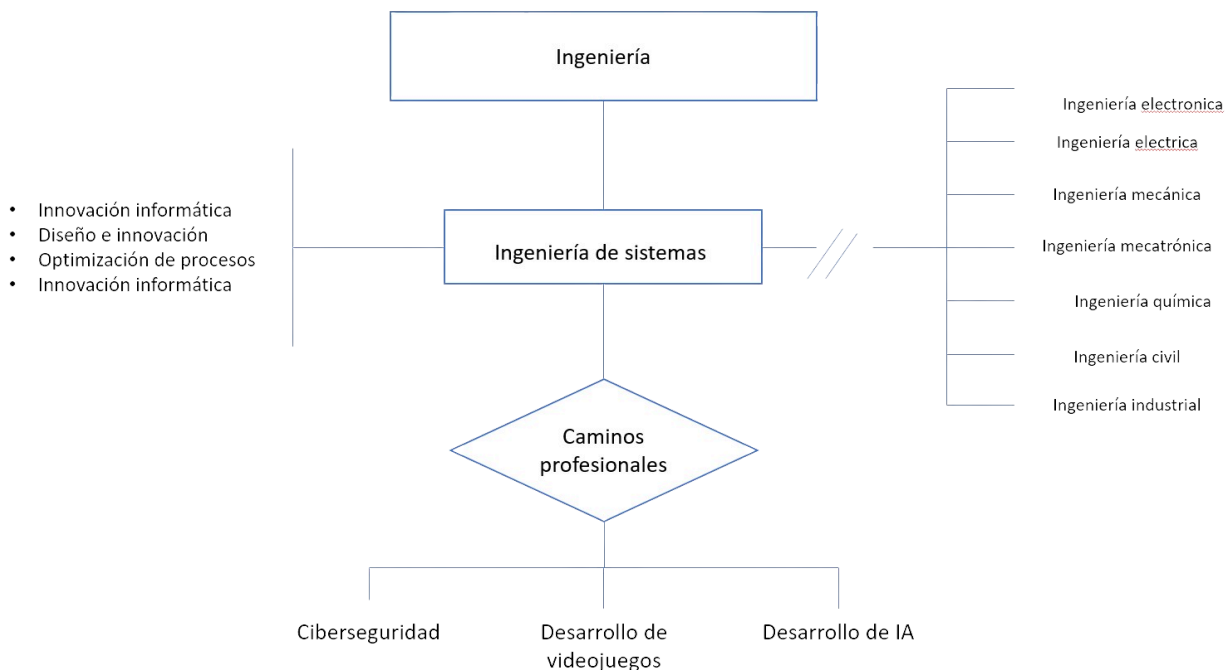 Ingeniería
Ingeniería de sistemas
• Innovación informática
• Diseño e innovación
• Optimización de procesos
• Innovación informática
Ingeniería electronica
Ingeniería electrica
Ingeniería mecánica
Ingeniería mecatrónica
Ingeniería química
Ingeniería civil
Ingeniería industrial
Caminos
profesionales
Ciberseguridad
Desarrollo de
videojuegos
Desarrollo de IA